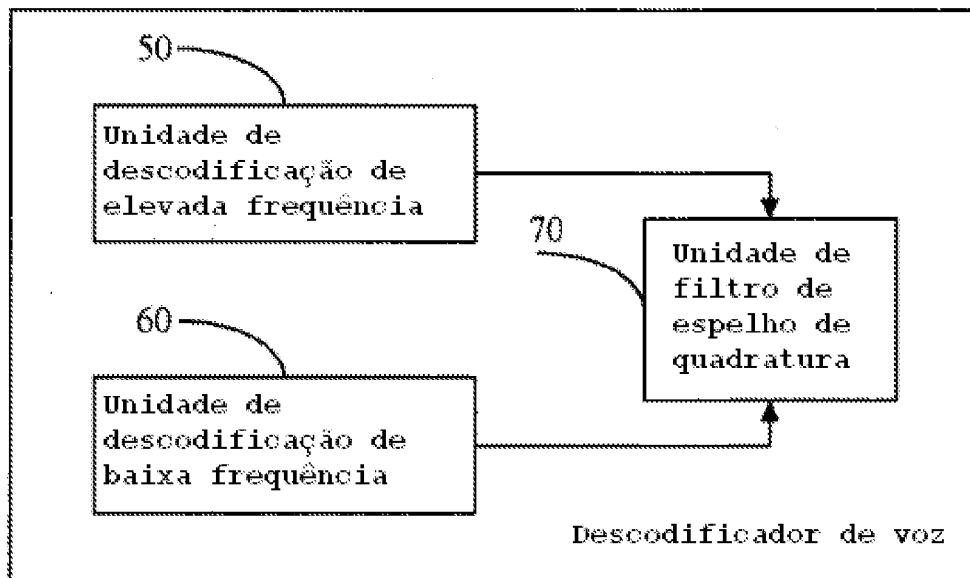 50
Unidade de
descodificação de
elevada frequência
70
Unidade de
filtro de
espelho de
quadratura
60
Unidade de
descodificação de
baixa frequência
Descodificador de voz